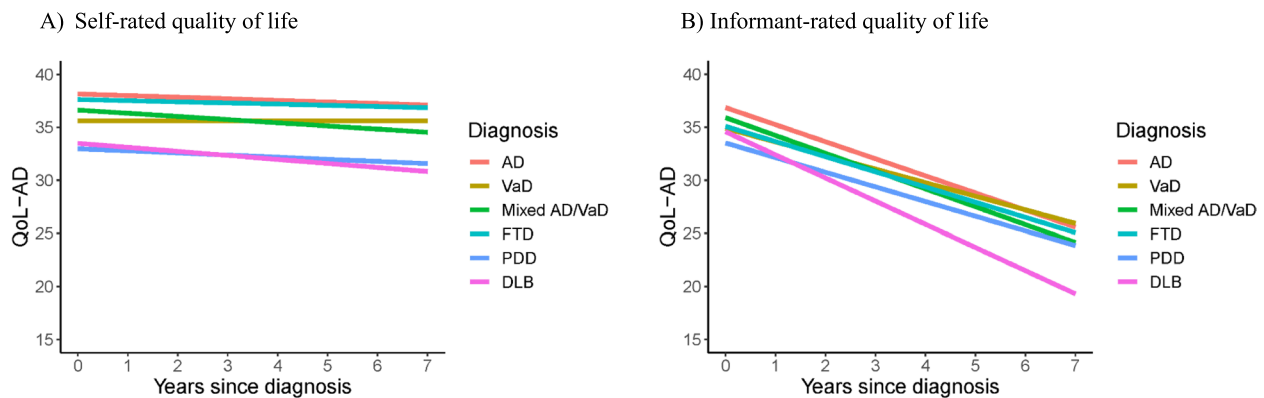 A) Self-rated quality of life
40
35
30
25
20
15
QoL−AD
0 1 2 3 4 5 6 7
Years since diagnosis
Diagnosis
AD
VaD
Mixed AD/VaD
FTD
PDD
DLB
B) Informant-rated quality of life
40
35
30
25
20
15
QoL−AD
0 1 2 3 4 5 6 7
Years since diagnosis
Diagnosis
AD
VaD
Mixed AD/VaD
FTD
PDD
DLB